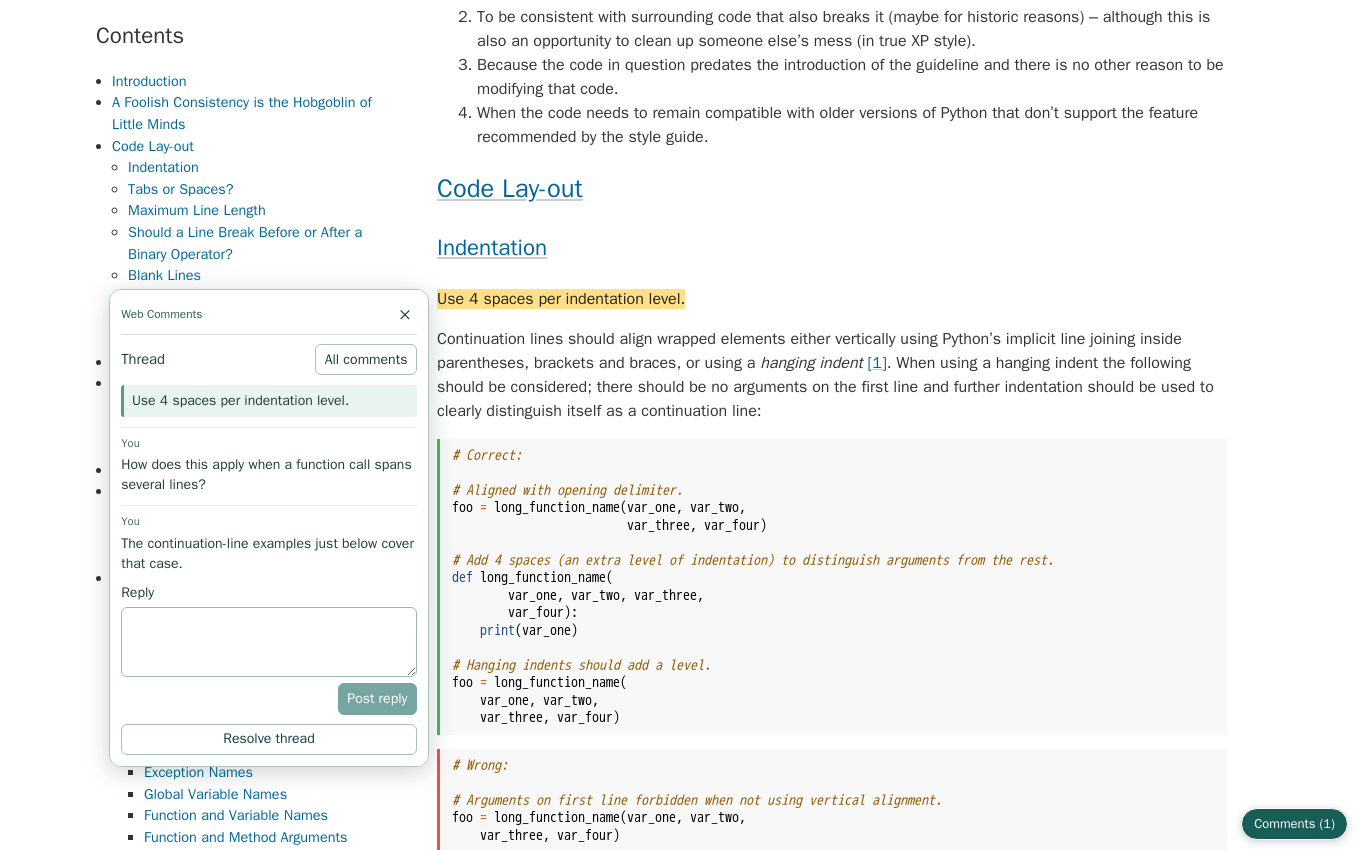 Contents
Introduction
A Foolish Consistency is the Hobgoblin of
Little Minds
Code Lay-out
Indentation
Tabs or Spaces?
Maximum Line Length
Should a Line Break Before or After a
Binary Operator?
Blank Lines
Web Comments ×
Thread All comments
Use 4 spaces per indentation level.
You
How does this apply when a function call spans
several lines?
You
The continuation-line examples just below cover
that case.
Reply
Post reply
Resolve thread
Exception Names
Global Variable Names
Function and Variable Names
Function and Method Arguments
2. To be consistent with surrounding code that also breaks it (maybe for historic reasons) – although this is
also an opportunity to clean up someone else’s mess (in true XP style).
3. Because the code in question predates the introduction of the guideline and there is no other reason to be
modifying that code.
4. When the code needs to remain compatible with older versions of Python that don’t support the feature
recommended by the style guide.
Code Lay-out
Indentation
Use 4 spaces per indentation level.
Continuation lines should align wrapped elements either vertically using Python’s implicit line joining inside
parentheses, brackets and braces, or using a hanging indent [1]. When using a hanging indent the following
should be considered; there should be no arguments on the first line and further indentation should be used to
clearly distinguish itself as a continuation line:
# Correct:
# Aligned with opening delimiter.
foo = long_function_name(var_one, var_two,
                         var_three, var_four)
# Add 4 spaces (an extra level of indentation) to distinguish arguments from the rest.
def long_function_name(
        var_one, var_two, var_three,
        var_four):
    print(var_one)
# Hanging indents should add a level.
foo = long_function_name(
    var_one, var_two,
    var_three, var_four)
# Wrong:
# Arguments on first line forbidden when not using vertical alignment.
foo = long_function_name(var_one, var_two,
    var_three, var_four)
Comments (1)